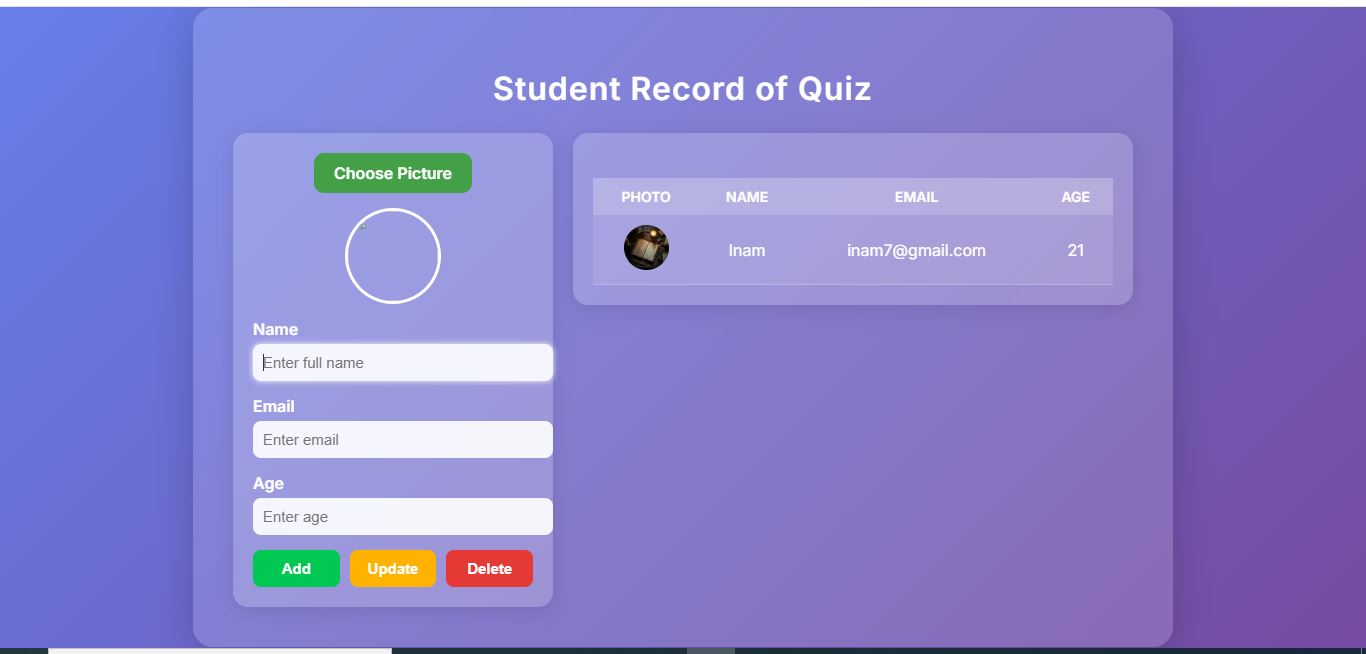 Student Record of Quiz
Choose Picture
Name
Enter full name
Email
Enter email
Age
Enter age
Add Update Delete
PHOTO NAME EMAIL AGE
Inam inam7@gmail.com 21